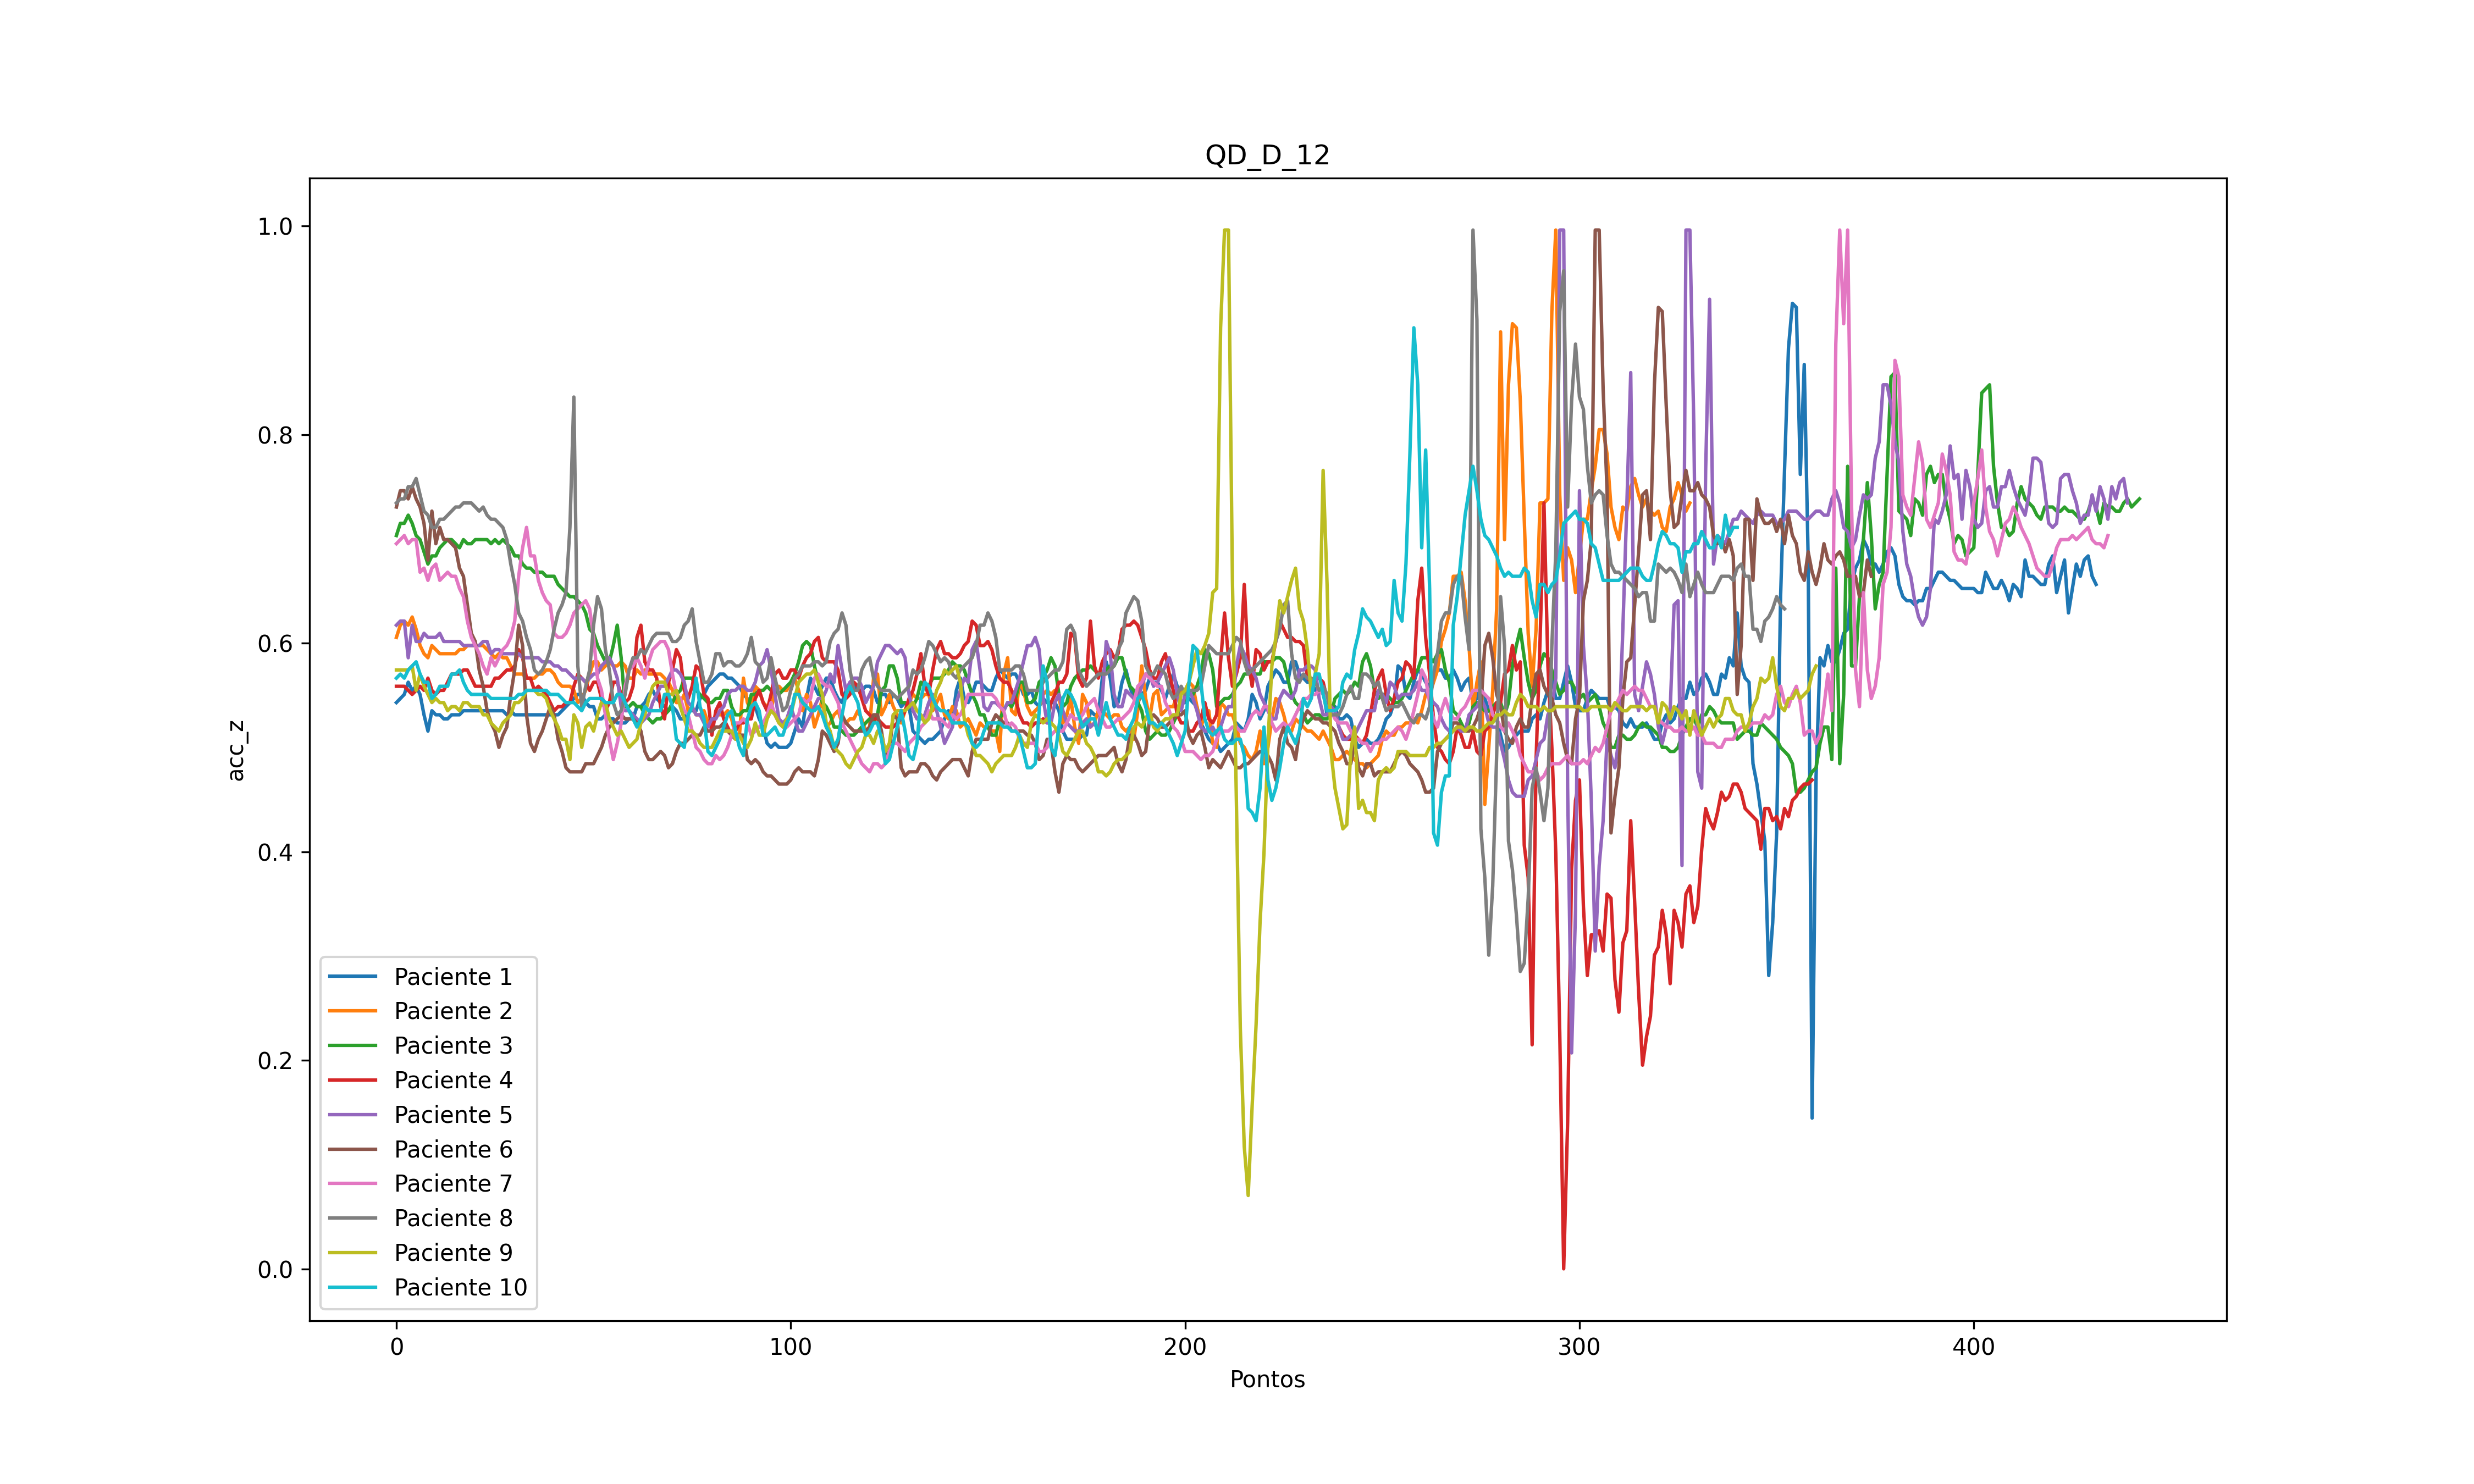 QD_D_12
1.0
0.8
0.6
0.4
0.2
0.0
acc_z
Paciente 1
Paciente 2
Paciente 3
Paciente 4
Paciente 5
Paciente 6
Paciente 7
Paciente 8
Paciente 9
Paciente 10
0 100 200 300 400
Pontos